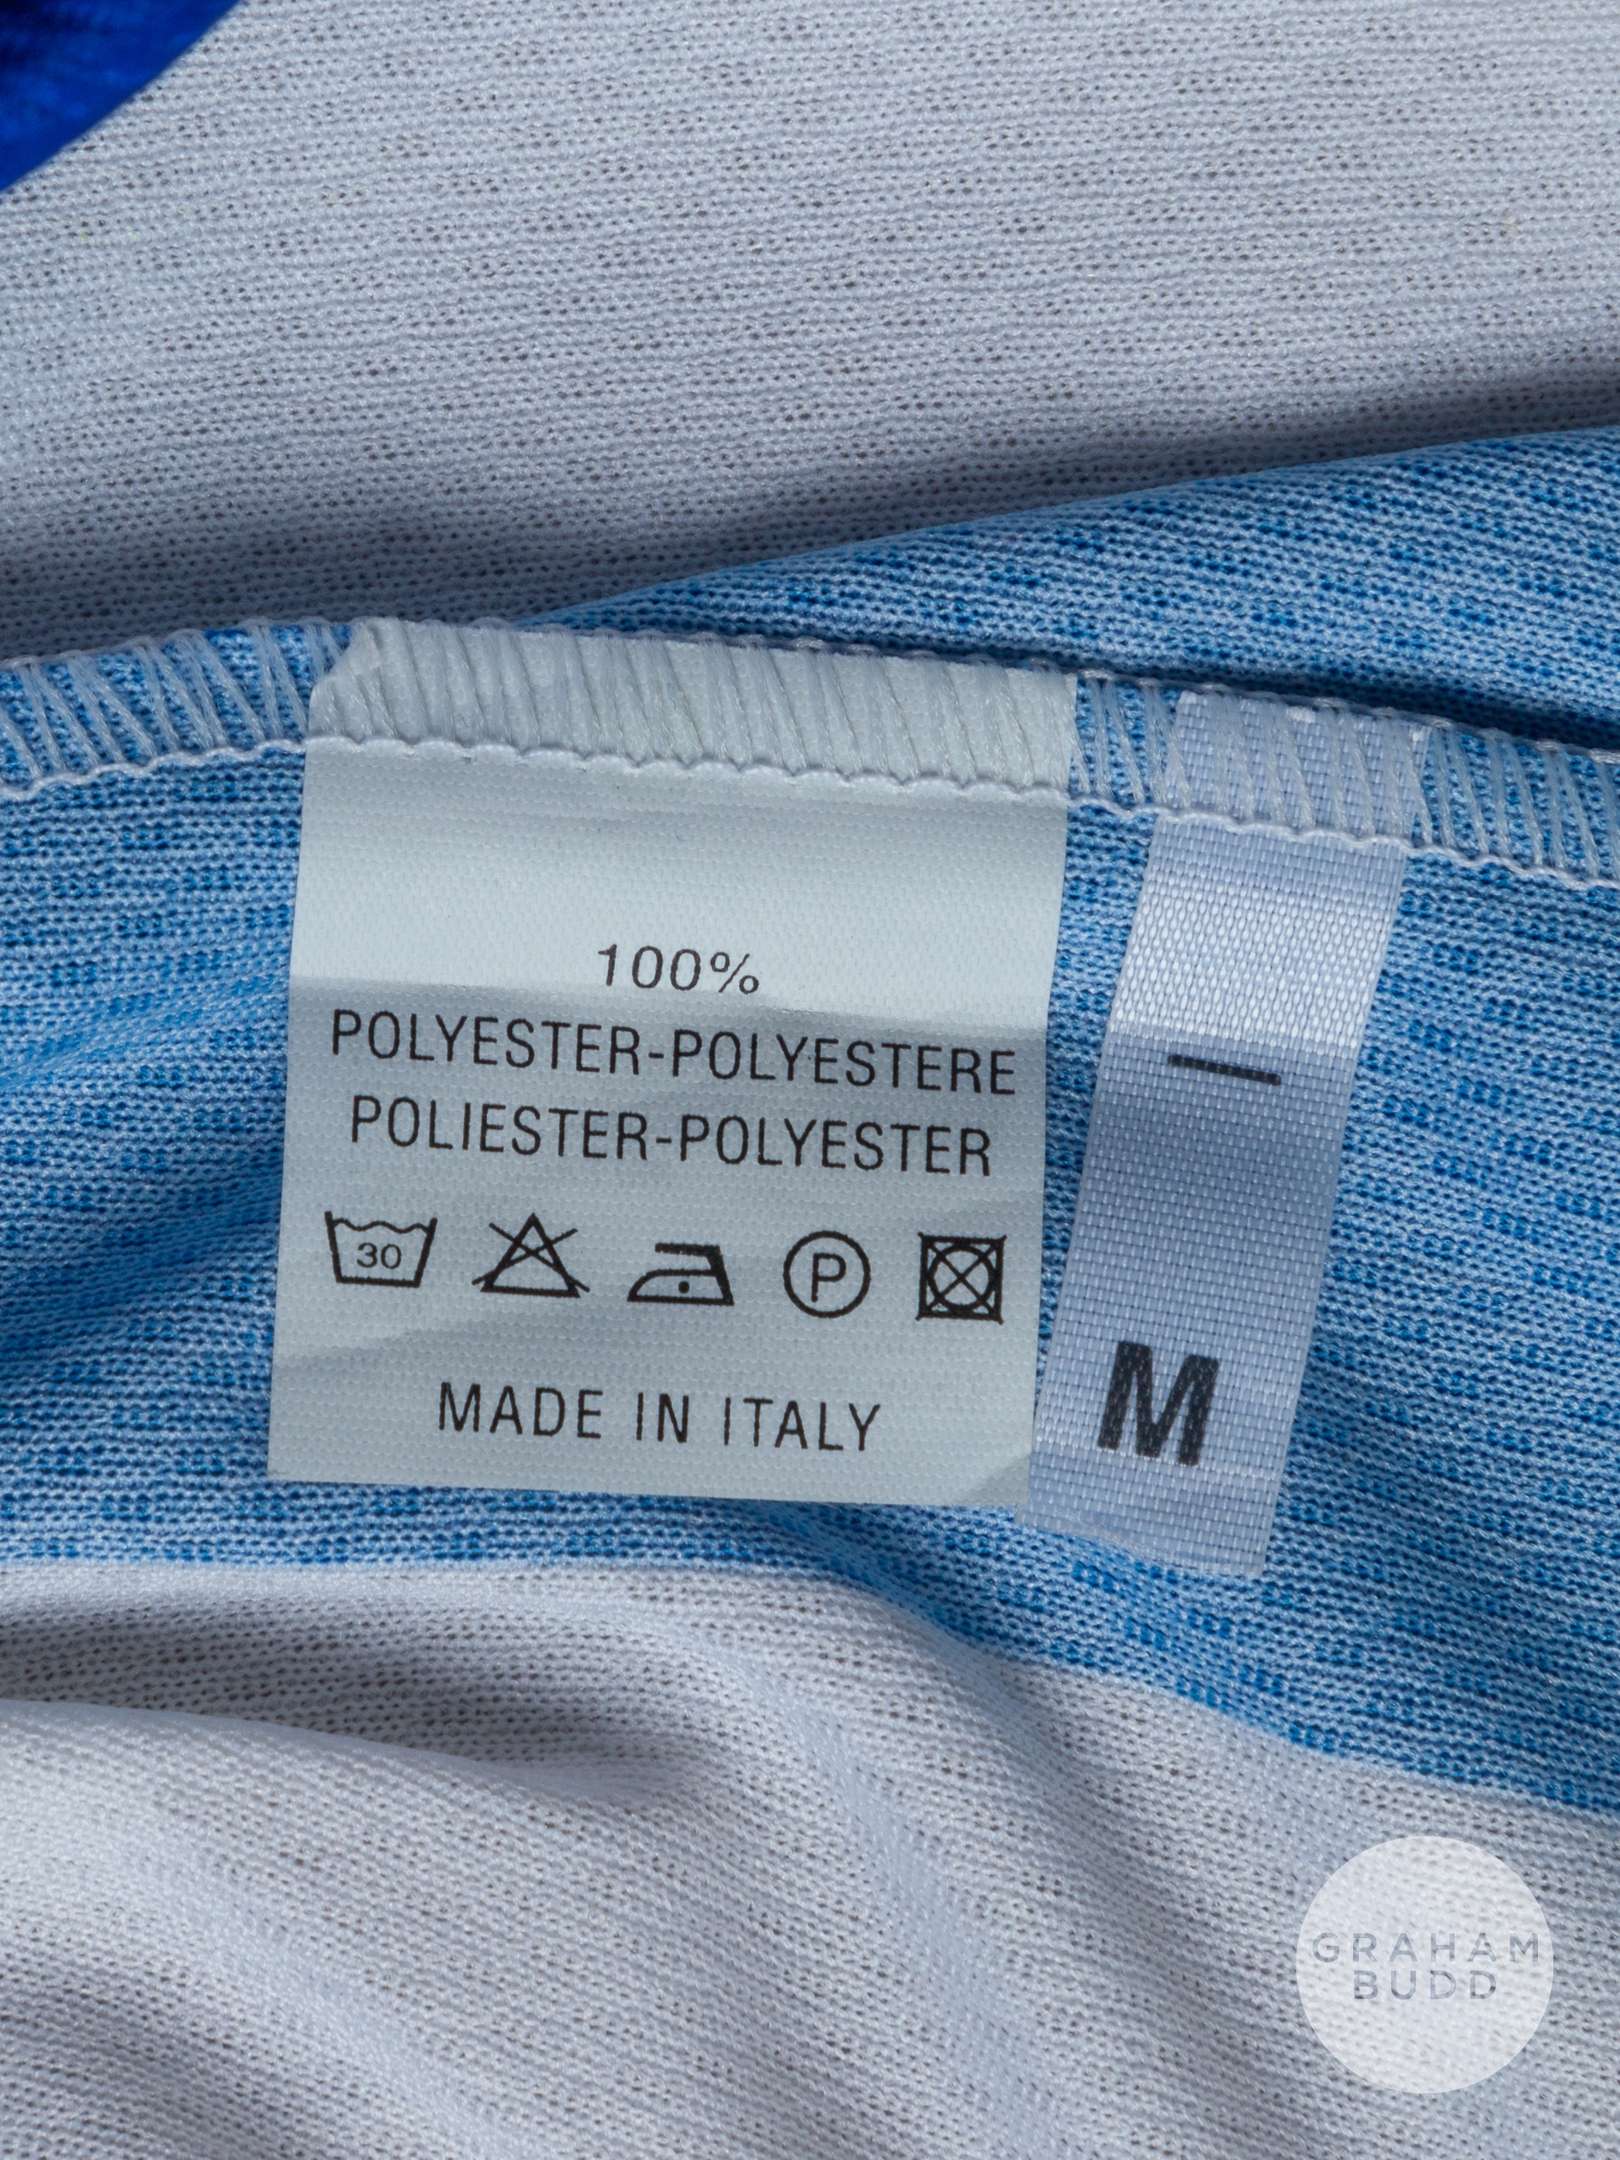 100%
POLYESTER-POLYESTERE
POLIESTER-POLYESTER
30
P
MADE IN ITALY
M
GRAHAM
BUDD